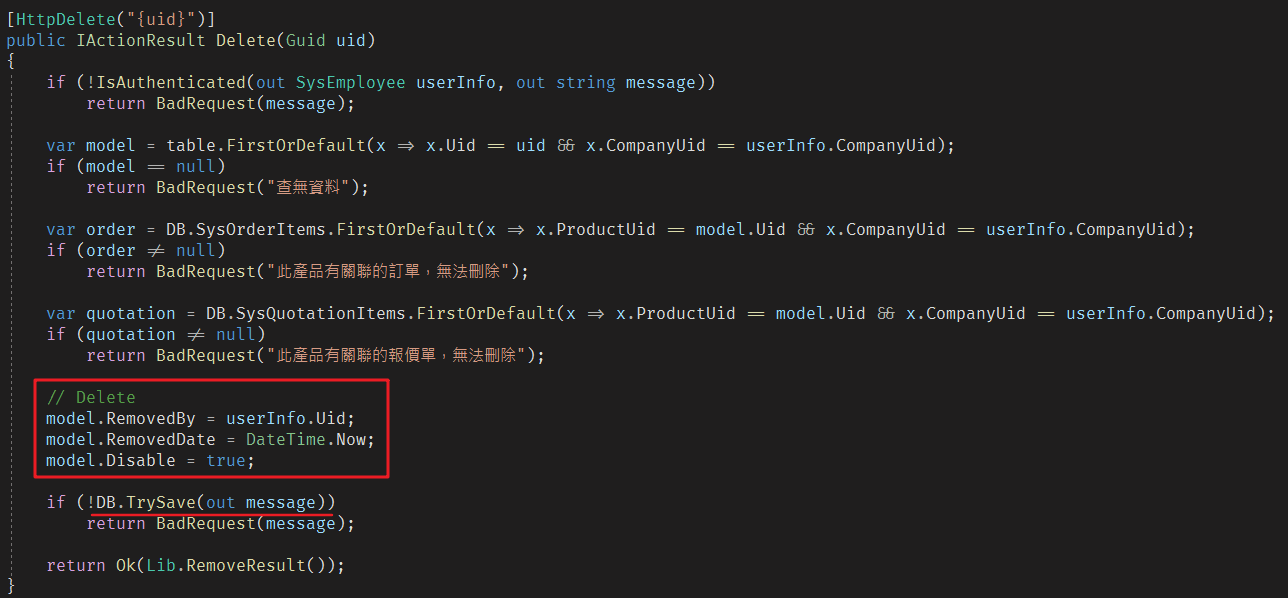 [HttpDelete("{uid}")]
public IActionResult Delete(Guid uid)
{
if (!IsAuthenticated(out SysEmployee userInfo, out string message))
return BadRequest(message);
var model = table.FirstOrDefault(x => x.Uid == uid && x.CompanyUid == userInfo.CompanyUid);
if (model == null)
return BadRequest("查無資料");
var order = DB.SysOrderItems.FirstOrDefault(x => x.ProductUid == model.Uid && x.CompanyUid == userInfo.CompanyUid);
if (order != null)
return BadRequest("此產品有關聯的訂單，無法刪除");
var quotation = DB.SysQuotationItems.FirstOrDefault(x => x.ProductUid == model.Uid && x.CompanyUid == userInfo.CompanyUid);
if (quotation != null)
return BadRequest("此產品有關聯的報價單，無法刪除");
// Delete
model.RemovedBy = userInfo.Uid;
model.RemovedDate = DateTime.Now;
model.Disable = true;
if (!DB.TrySave(out message))
return BadRequest(message);
return Ok(Lib.RemoveResult());
}